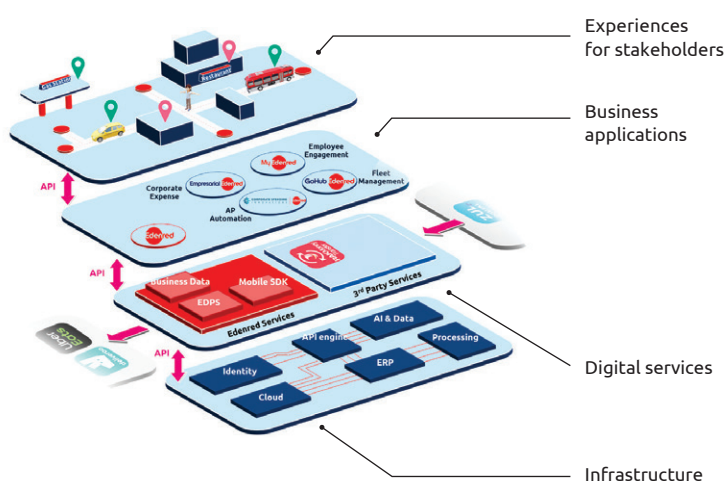 Experiences
for stakeholders
Gas Station
Restaurant
Business
applications
API
Employee
Engagement
MyEdenred
Corporate
Expense
Empresarial Edenred
GoHub Edenred
Fleet
Management
AP
Automation
Edenred
API
Business Data
Mobile SDK
EDPS
Edenred Services
3rd Party Services
Uber
Eats
deliveroo
API
AI & Data
API engine
Processing
Identity
ERP
Cloud
Digital services
Infrastructure